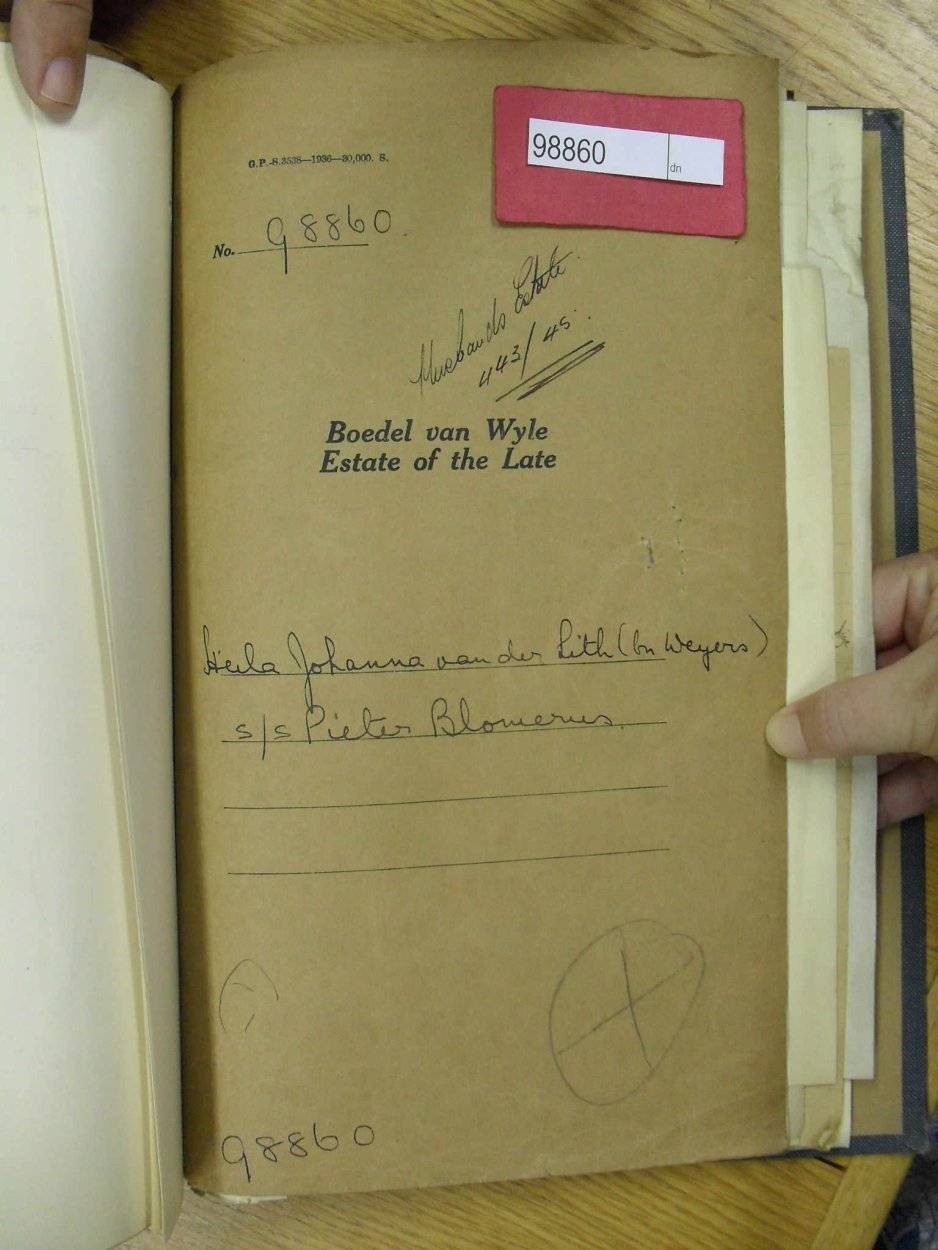 98860 dn
G.P.-S.3538—1936—30,000. S.
No. 98860
Husbands Estate.
443/45.
Boedel van Wyle
Estate of the Late
Heila Johanna van der Lith (bn Weyers)
s/s Pieter Blomerus.
98860